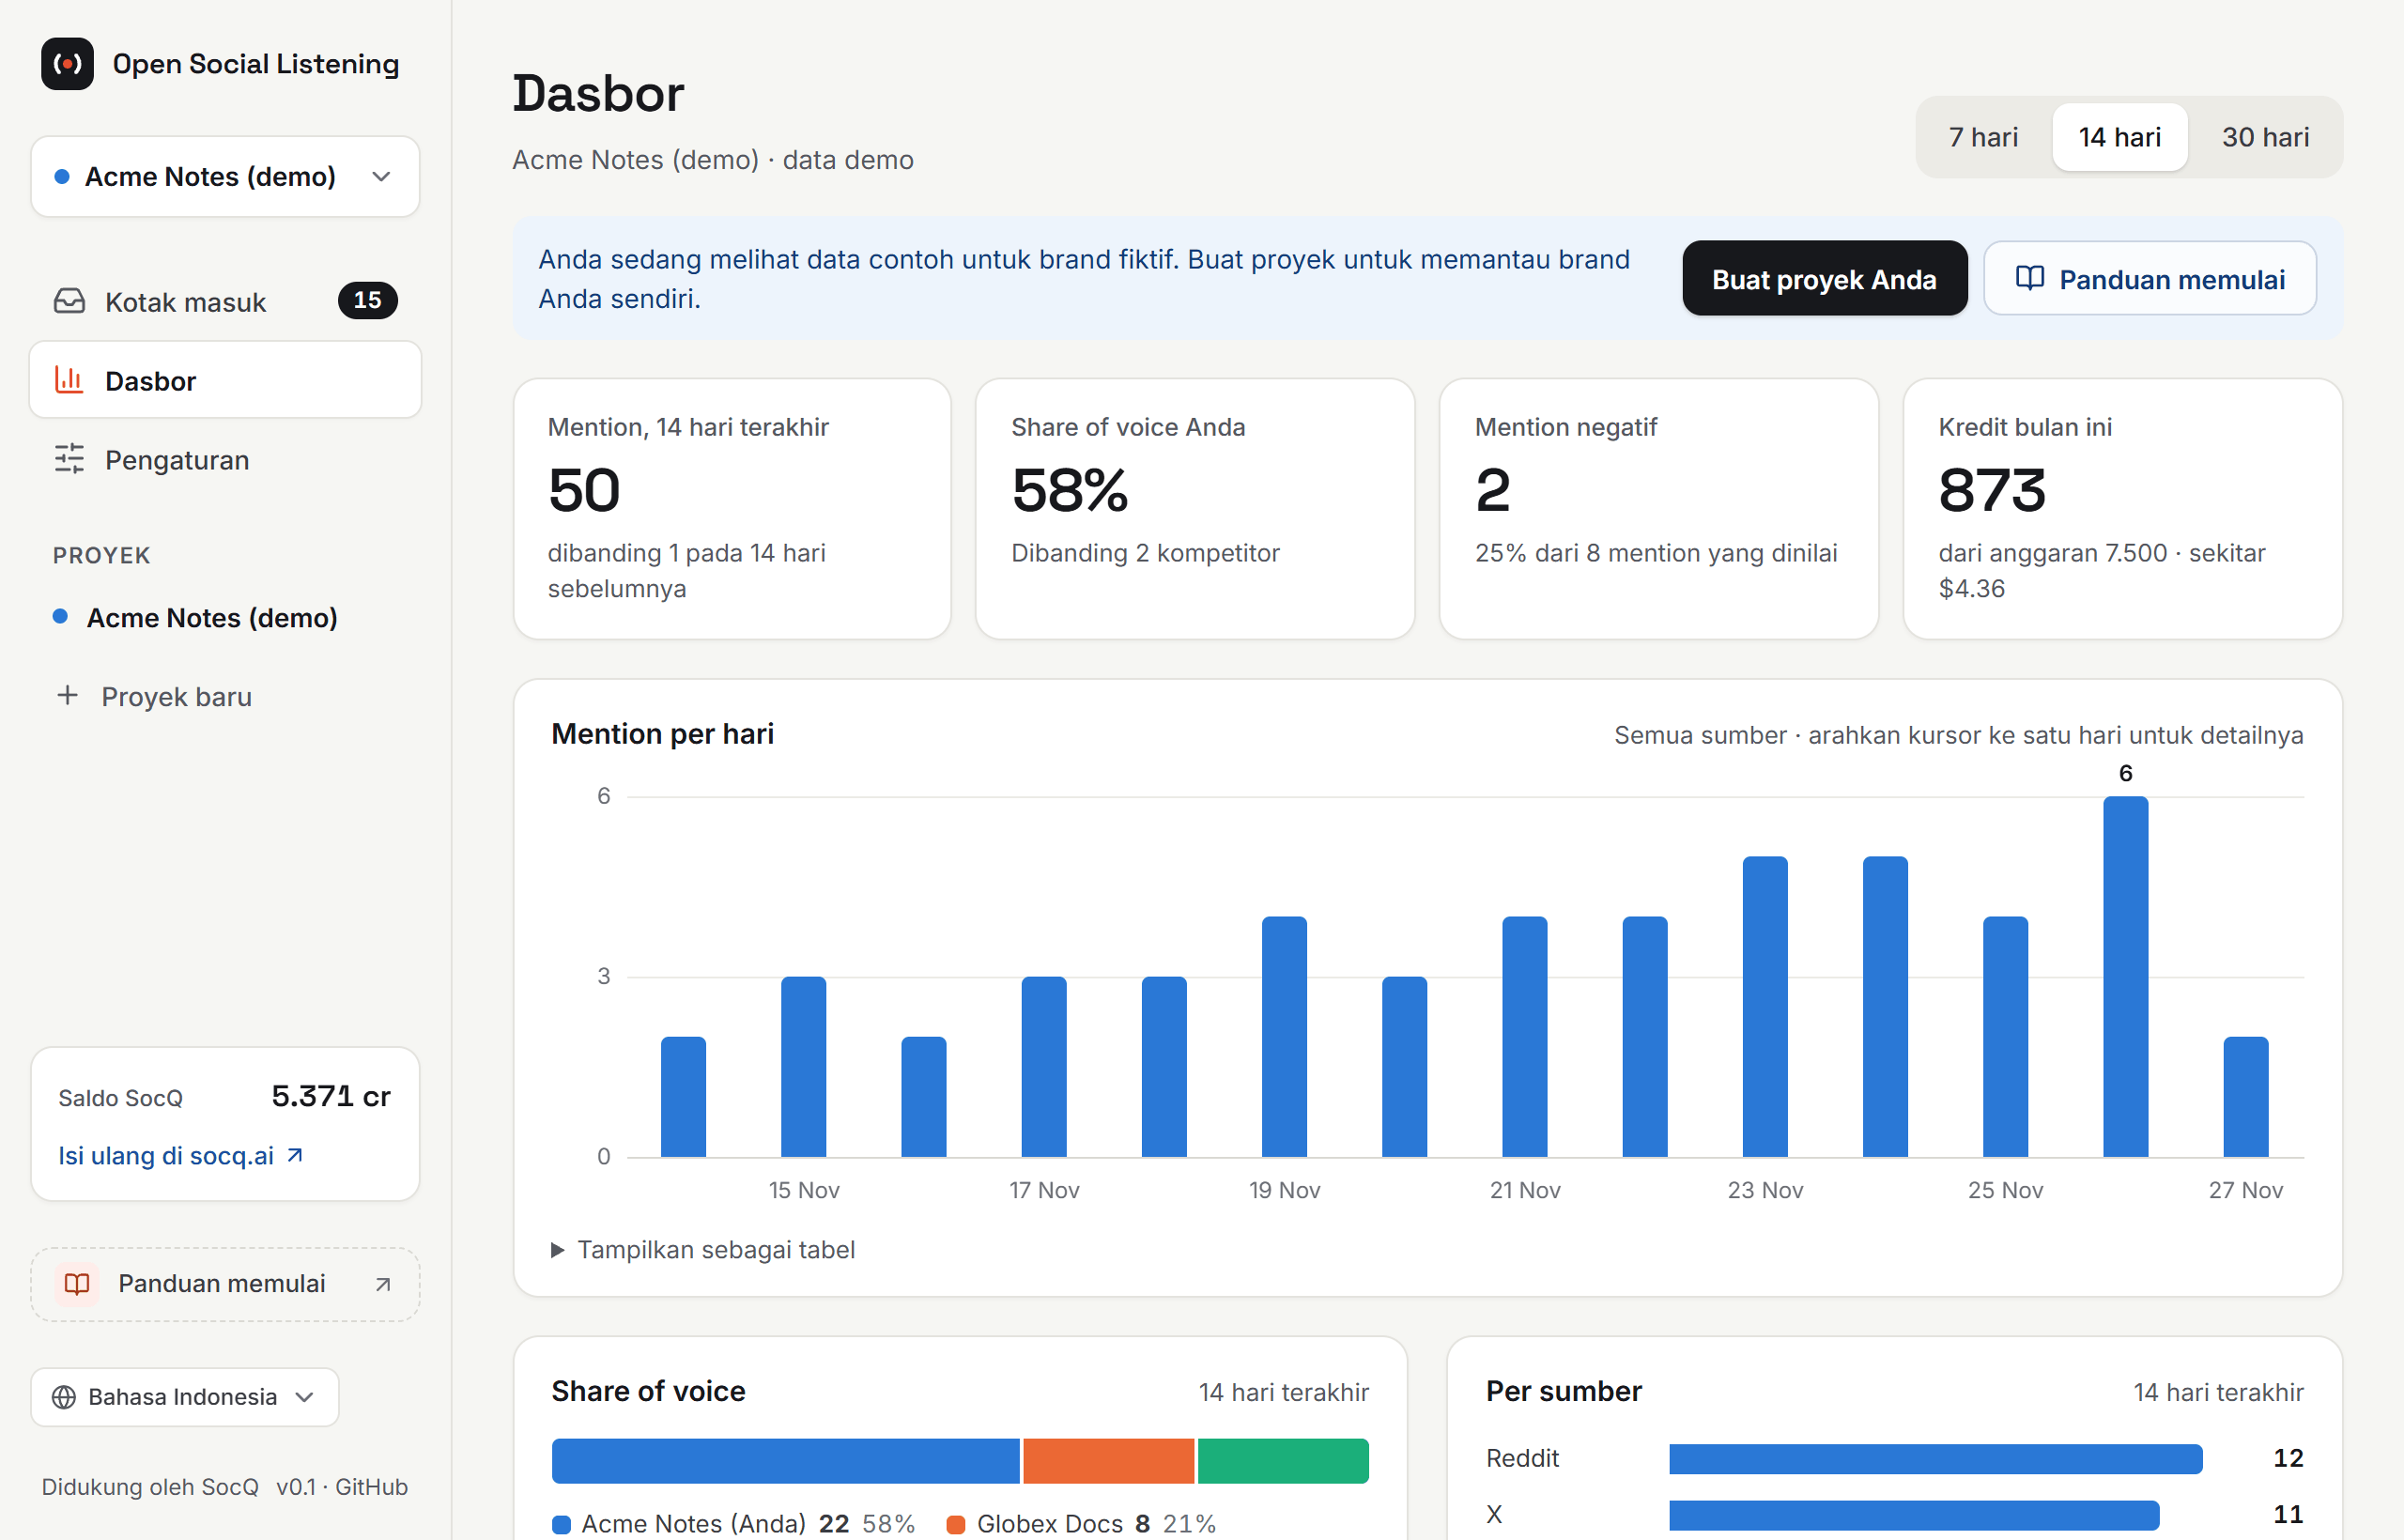 Open Social Listening
Acme Notes (demo)
Kotak masuk 15
Dasbor
Pengaturan
PROYEK
Acme Notes (demo)
Proyek baru
Saldo SocQ 5.371 cr
Isi ulang di socq.ai
Panduan memulai
Bahasa Indonesia
Didukung oleh SocQ v0.1 · GitHub
Dasbor
Acme Notes (demo) · data demo
7 hari 14 hari 30 hari
Anda sedang melihat data contoh untuk brand fiktif. Buat proyek untuk memantau brand
Anda sendiri.
Buat proyek Anda
Panduan memulai
Mention, 14 hari terakhir
50
dibanding 1 pada 14 hari
sebelumnya
Share of voice Anda
58%
Dibanding 2 kompetitor
Mention negatif
2
25% dari 8 mention yang dinilai
Kredit bulan ini
873
dari anggaran 7.500 · sekitar
$4.36
Mention per hari
Semua sumber · arahkan kursor ke satu hari untuk detailnya
6
6
3
0
15 Nov 17 Nov 19 Nov 21 Nov 23 Nov 25 Nov 27 Nov
Tampilkan sebagai tabel
Share of voice 14 hari terakhir
Acme Notes (Anda) 22 58% Globex Docs 8 21%
Per sumber 14 hari terakhir
Reddit 12
X 11